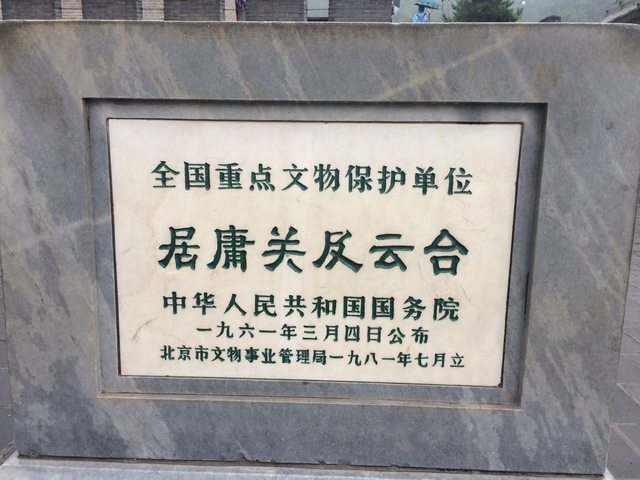 全国重点文物保护单位
居庸关及云台
中华人民共和国国务院
一九六一年三月四日公布
北京市文物事业管理局一九八一年七月立